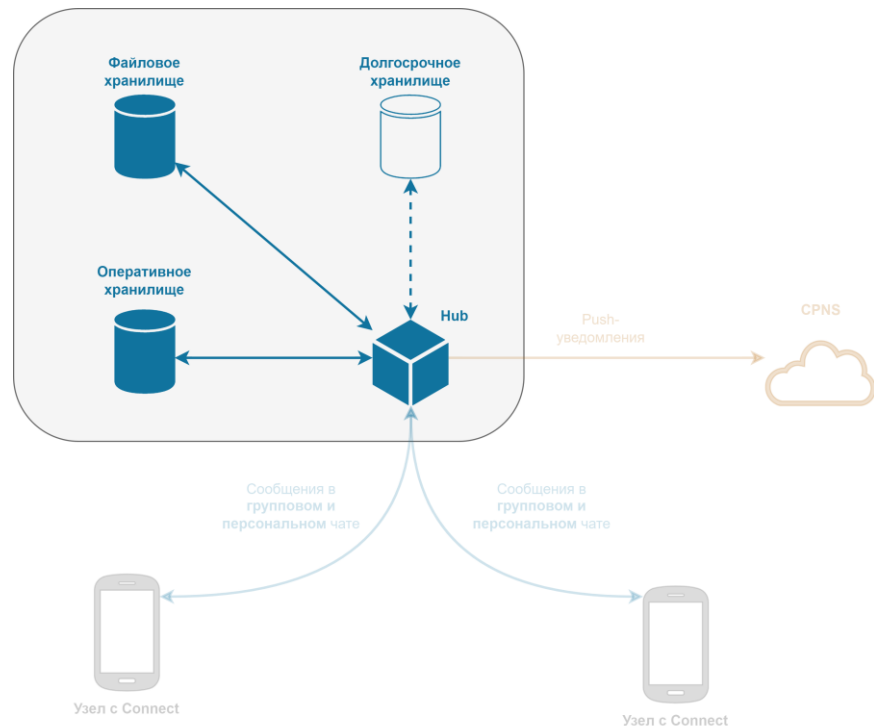 Файловое
хранилище
Долгосрочное
хранилище
Оперативное
хранилище
Hub
Push-
уведомления
CPNS
Сообщения в
групповом и
персональном чате
Сообщения в
групповом и
персональном чате
Узел с Connect
Узел с Connect